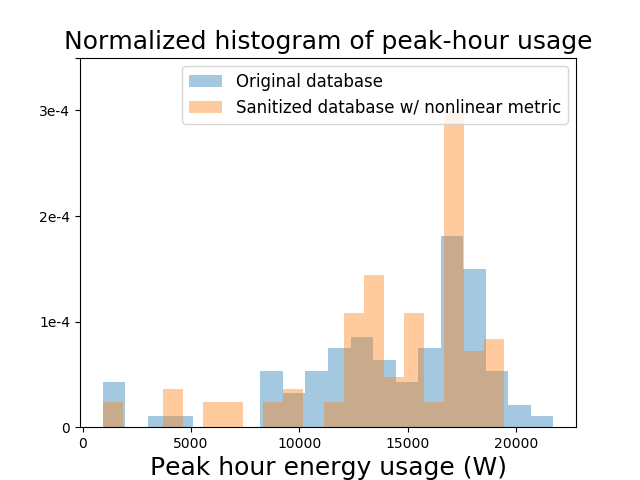 Normalized histogram of peak-hour usage
Original database
Sanitized database w/ nonlinear metric
3e-4
2e-4
1e-4
0
0 5000 10000 15000 20000
Peak hour energy usage (W)